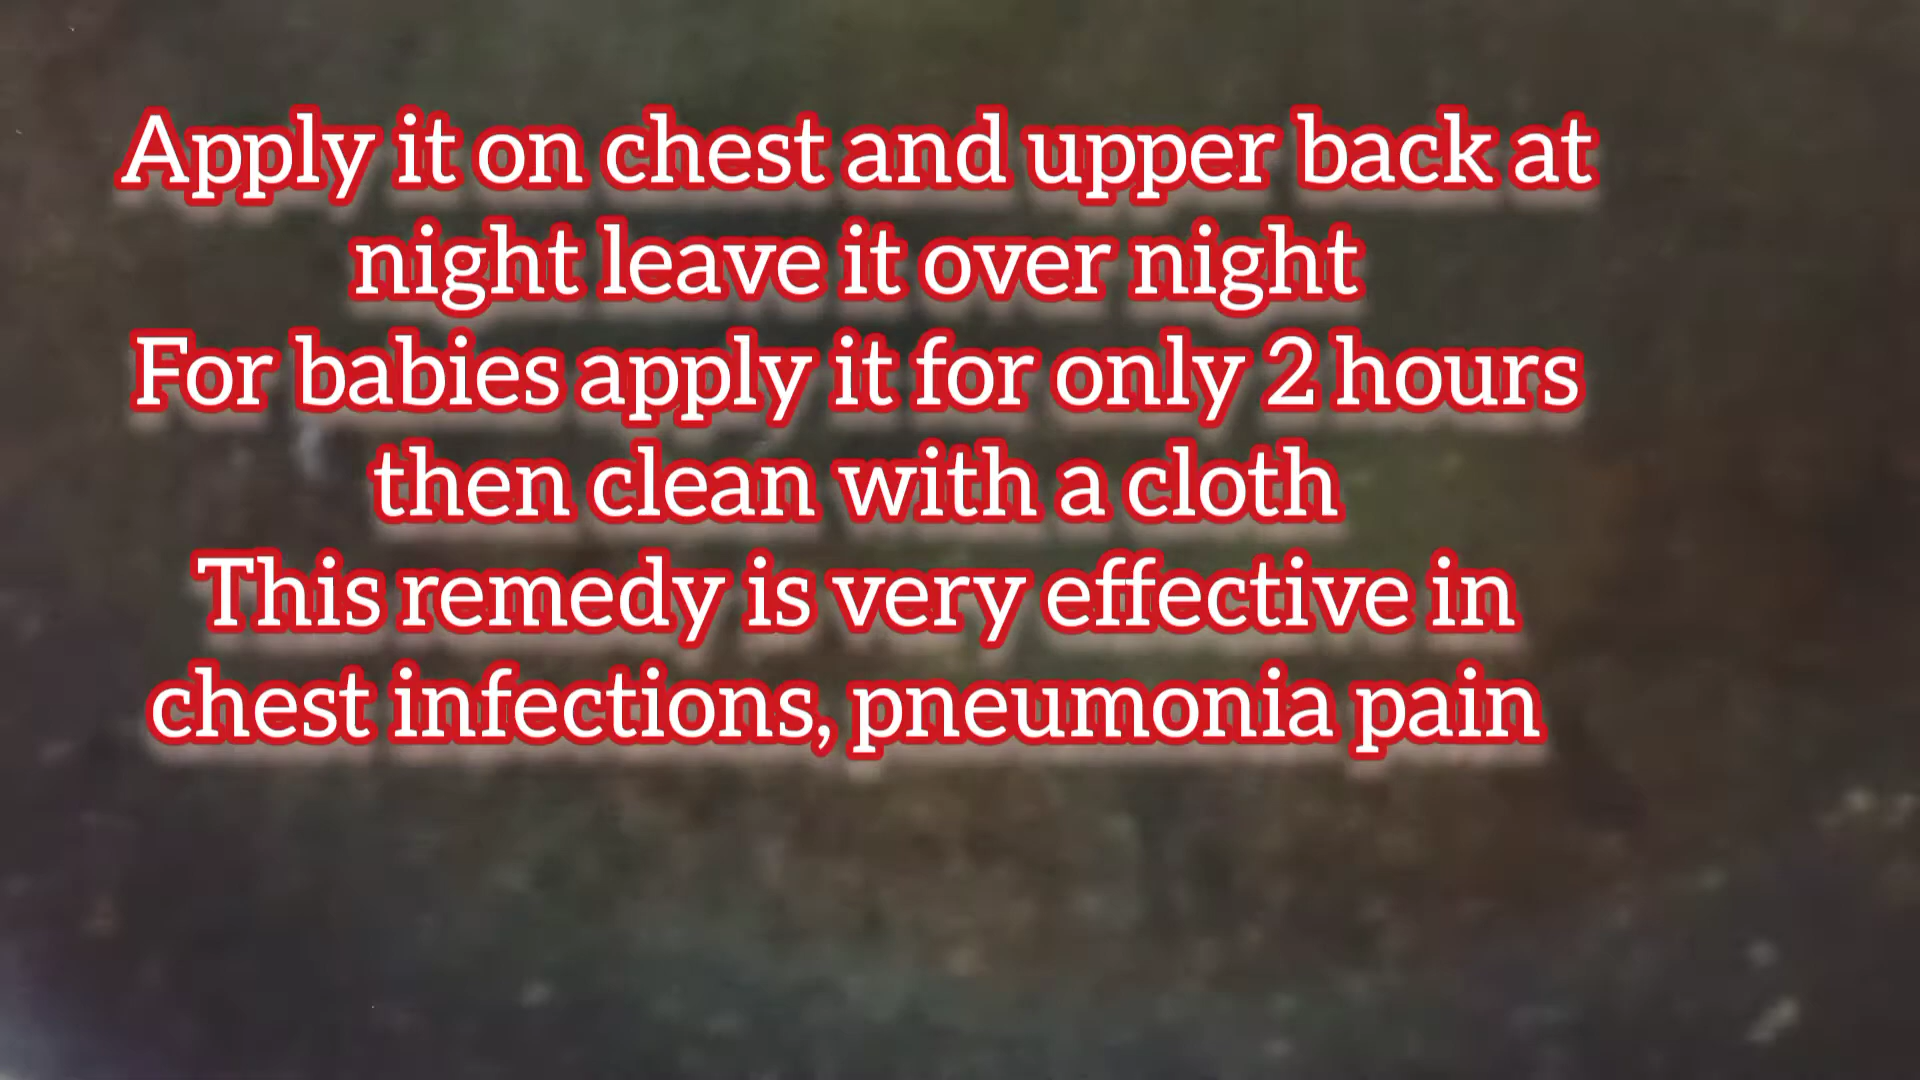 Apply it on chest and upper back at
night leave it over night
For babies apply it for only 2 hours
then clean with a cloth
This remedy is very effective in
chest infections, pneumonia pain